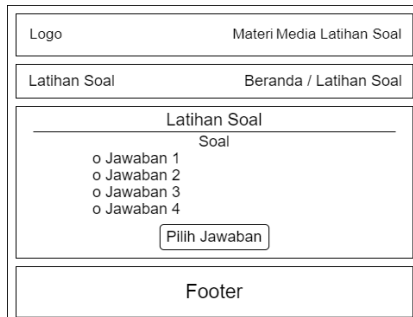 Logo Materi Media Latihan Soal
Latihan Soal Beranda / Latihan Soal
Latihan Soal
Soal
o Jawaban 1
o Jawaban 2
o Jawaban 3
o Jawaban 4
Pilih Jawaban
Footer